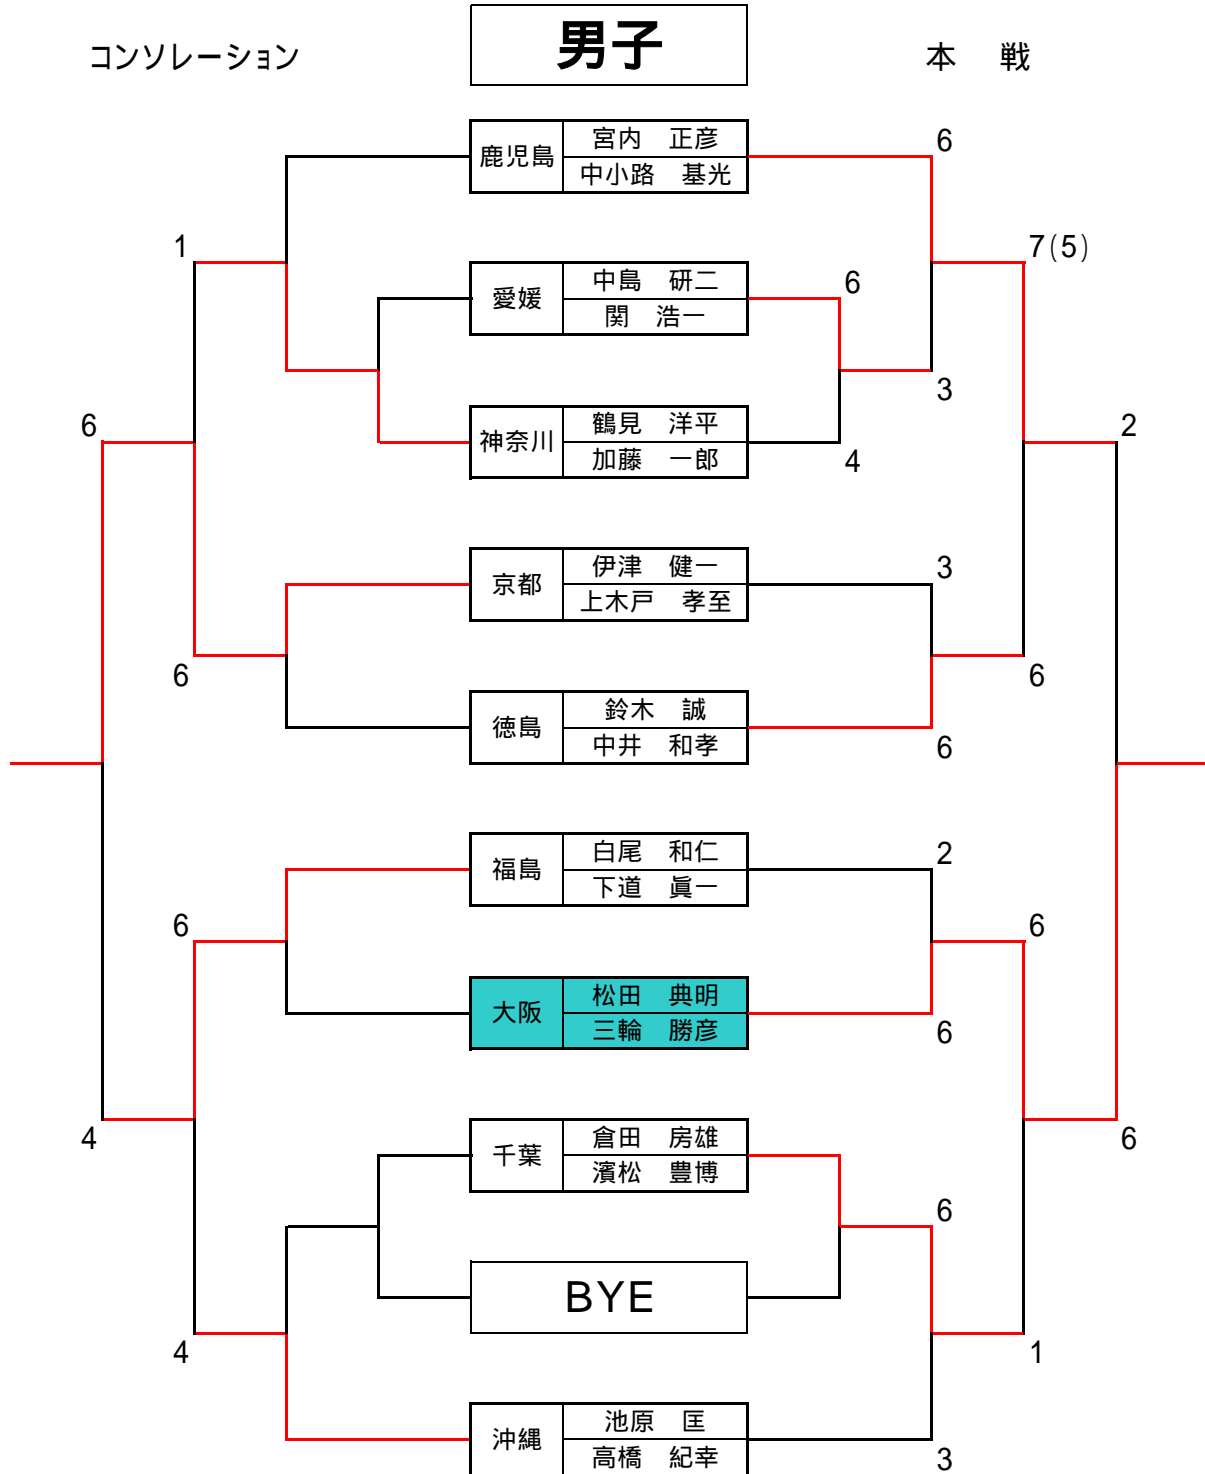 男子
コンソレーション
本　戦
宮内　正彦
6
鹿児島
中小路　基光
1
7(5)
中島　研二
6
愛媛
関　浩一
3
鶴見　洋平
6
2
神奈川
加藤　一郎
4
伊津　健一
3
京都
上木戸　孝至
6
6
鈴木　誠
徳島
中井　和孝
6
白尾　和仁
2
福島
下道　眞一
6
6
松田　典明
大阪
三輪　勝彦
6
倉田　房雄
4
6
千葉
濱松　豊博
6
BYE
4
1
池原　匡
沖縄
高橋　紀幸
3